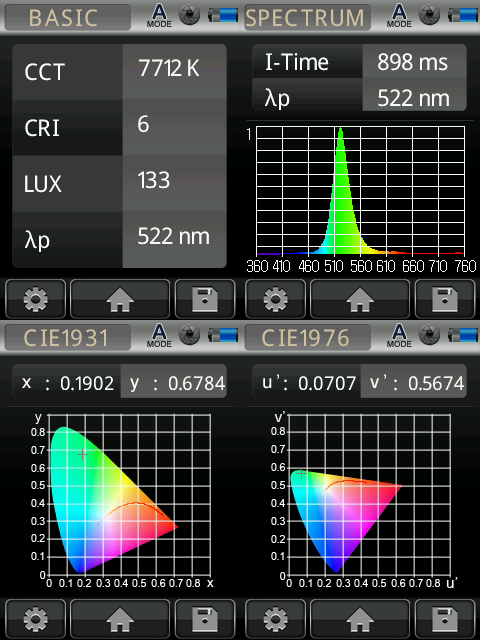 BASIC
A
MODE
CCT 7712 K
CRI 6
LUX 133
λp 522 nm
SPECTRUM
A
MODE
I-Time 898 ms
λp 522 nm
1
360 410 460 510 560 610 660 710 760
CIE1931
A
MODE
x : 0.1902 y : 0.6784
y
0.8
0.7
0.6
0.5
0.4
0.3
0.2
0.1
0 0.1 0.2 0.3 0.4 0.5 0.6 0.7 0.8 x
CIE1976
A
MODE
u': 0.0707 v': 0.5674
v'
0.8
0.7
0.6
0.5
0.4
0.3
0.2
0.1
0 0.1 0.2 0.3 0.4 0.5 0.6 0.7 0.8 u'